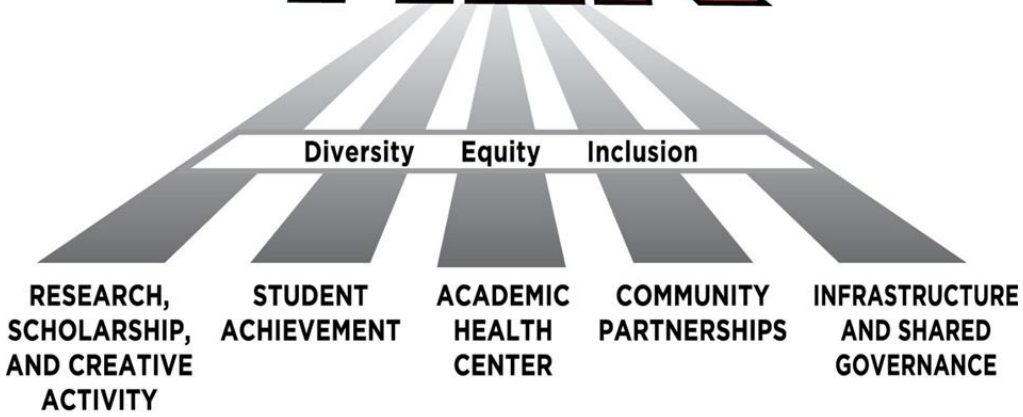 Diversity Equity Inclusion
RESEARCH,
SCHOLARSHIP,
AND CREATIVE
ACTIVITY
STUDENT
ACHIEVEMENT
ACADEMIC
HEALTH
CENTER
COMMUNITY
PARTNERSHIPS
INFRASTRUCTURE
AND SHARED
GOVERNANCE